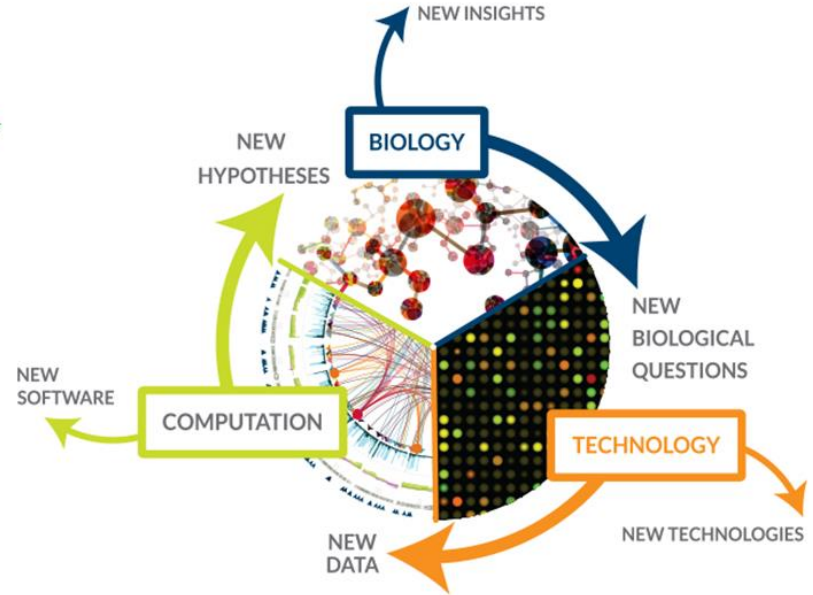 NEW INSIGHTS
BIOLOGY
NEW
HYPOTHESES
NEW
BIOLOGICAL
QUESTIONS
NEW
SOFTWARE
COMPUTATION
TECHNOLOGY
NEW TECHNOLOGIES
NEW
DATA